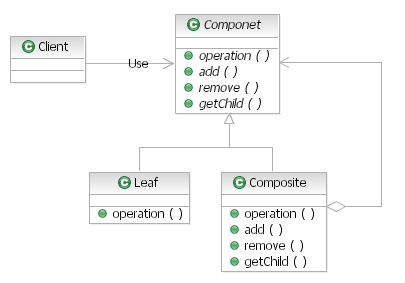 C Componet
operation ( )
add ( )
remove ( )
getChild ( )
C Client
Use
C Leaf
operation ( )
C Composite
operation ( )
add ( )
remove ( )
getChild ( )